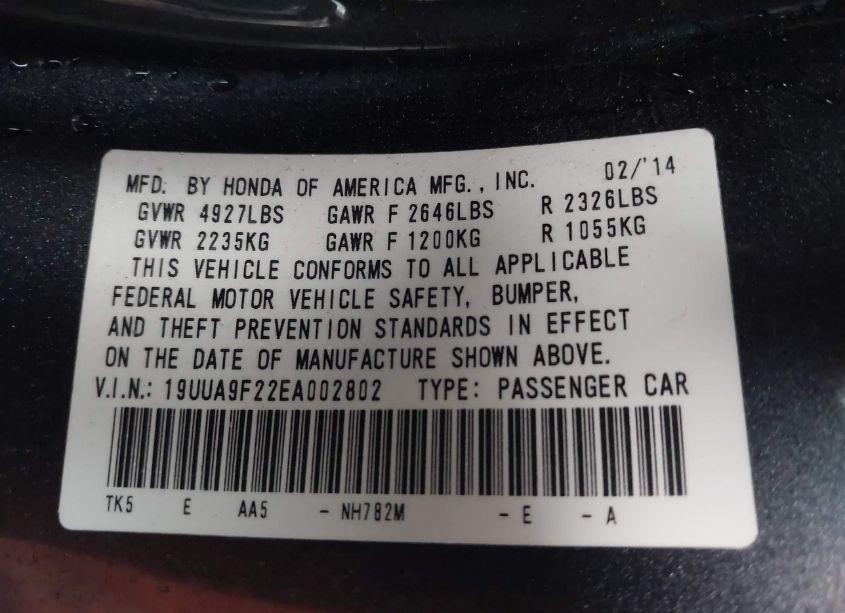 MFD. BY HONDA OF AMERICA MFG., INC. 02/'14
GVWR 4927LBS GAWR F 2646LBS R 2326LBS
GVWR 2235KG GAWR F 1200KG R 1055KG
THIS VEHICLE CONFORMS TO ALL APPLICABLE
FEDERAL MOTOR VEHICLE SAFETY, BUMPER,
AND THEFT PREVENTION STANDARDS IN EFFECT
ON THE DATE OF MANUFACTURE SHOWN ABOVE.
V.I.N.: 19UUA9F22EA002802 TYPE: PASSENGER CAR
TK5 E AA5 - NH782M - E - A